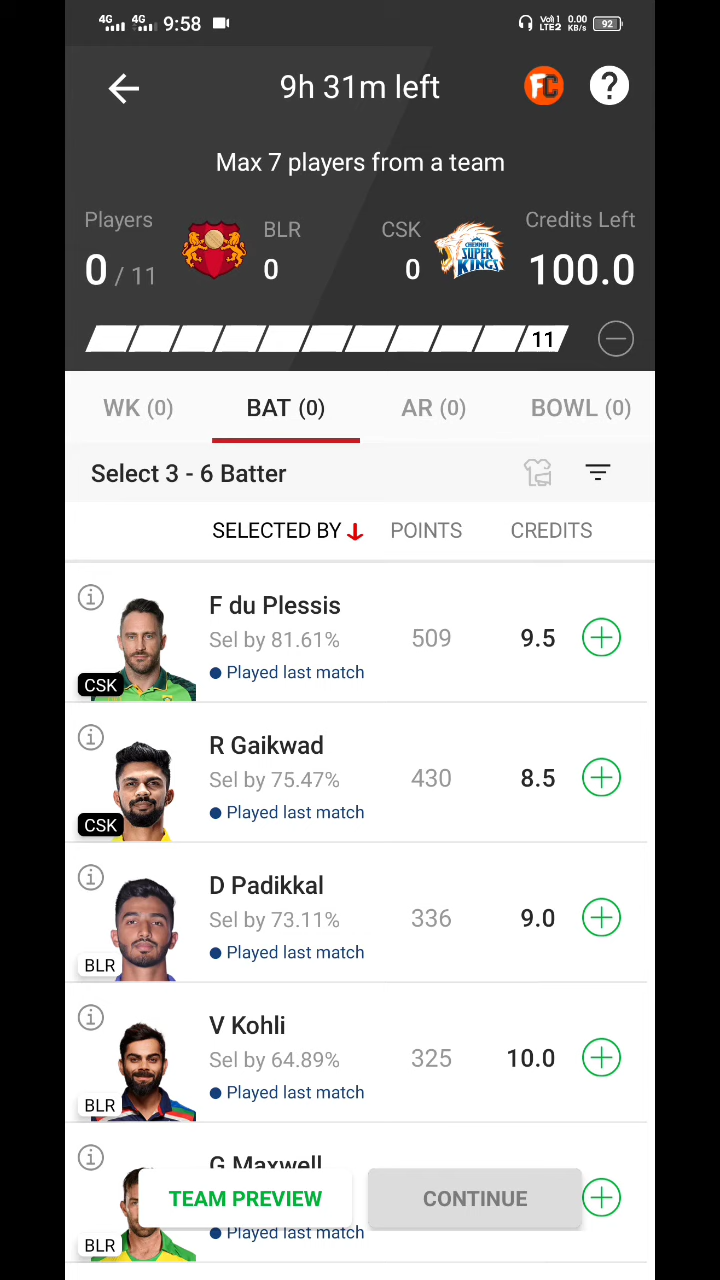 4G 4G 9:58 Vo) 1 LTE2 0.00 KB/s 92
9h 31m left FC ?
Max 7 players from a team
Players BLR CSK Credits Left
0 / 11 0 0 100.0
CHENNAI SUPER KINGS
11
WK (0) BAT (0) AR (0) BOWL (0)
Select 3 - 6 Batter
SELECTED BY POINTS CREDITS
F du Plessis
Sel by 81.61% 509 9.5
Played last match
CSK
R Gaikwad
Sel by 75.47% 430 8.5
Played last match
CSK
D Padikkal
Sel by 73.11% 336 9.0
Played last match
BLR
V Kohli
Sel by 64.89% 325 10.0
Played last match
BLR
G Maxwell
TEAM PREVIEW CONTINUE
Played last match
BLR